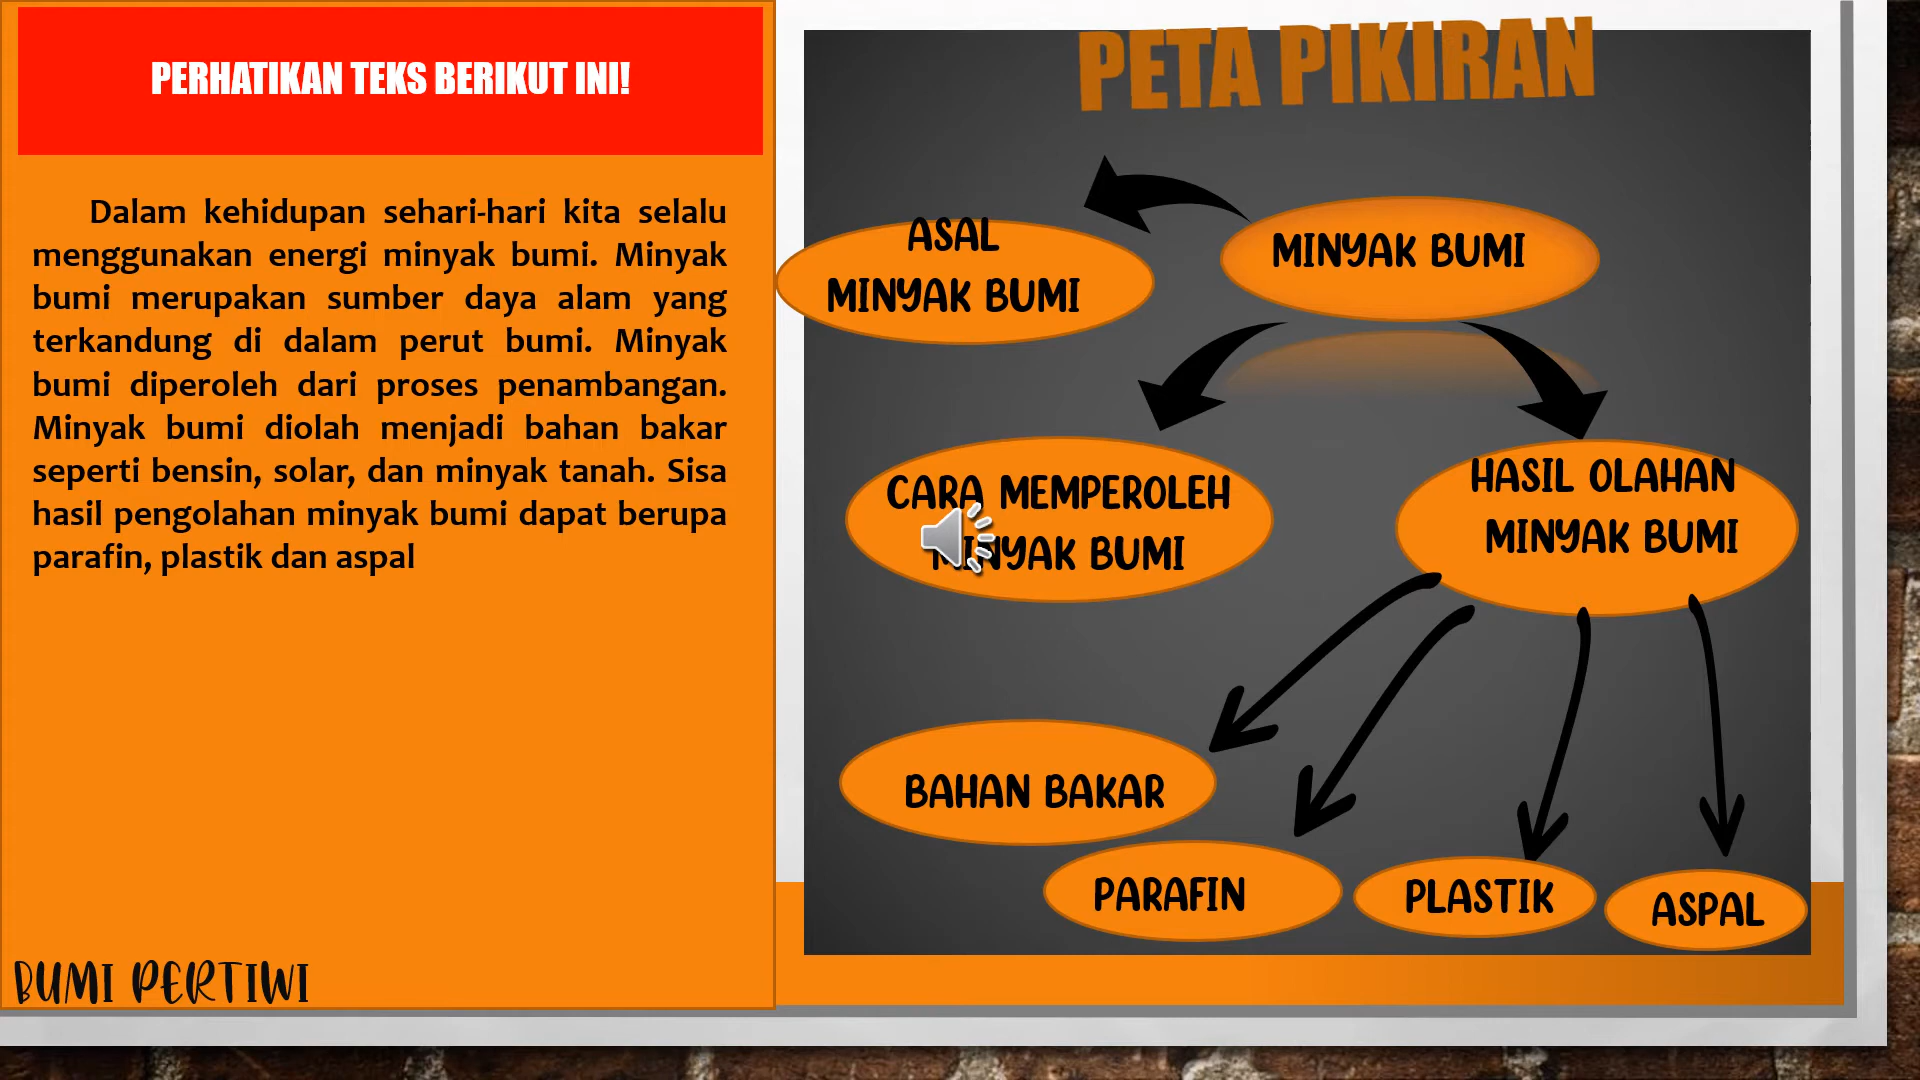 PERHATIKAN TEKS BERIKUT INI!
Dalam kehidupan sehari-hari kita selalu
menggunakan energi minyak bumi. Minyak
bumi merupakan sumber daya alam yang
terkandung di dalam perut bumi. Minyak
bumi diperoleh dari proses penambangan.
Minyak bumi diolah menjadi bahan bakar
seperti bensin, solar, dan minyak tanah. Sisa
hasil pengolahan minyak bumi dapat berupa
parafin, plastik dan aspal
BUMI PERTIWI
PETA PIKIRAN
MINYAK BUMI
ASAL
MINYAK BUMI
CARA MEMPEROLEH
MINYAK BUMI
HASIL OLAHAN
MINYAK BUMI
BAHAN BAKAR
PARAFIN
PLASTIK
ASPAL